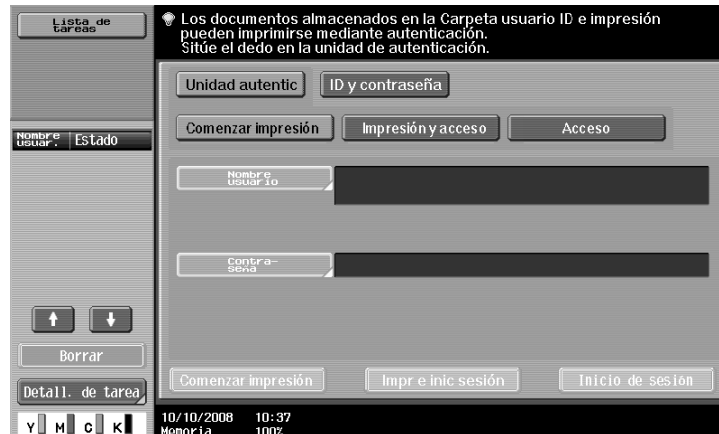 Lista de
tareas
Los documentos almacenados en la Carpeta usuario ID e impresión
pueden imprimirse mediante autenticación.
Sitúe el dedo en la unidad de autenticación.
Unidad autentic
ID y contraseña
Comenzar impresión
Impresión y acceso
Acceso
Nombre
usuar.
Estado
Nombre
usuario
Contra-
seña
Borrar
Detall. de tarea
Comenzar impresión
Impr e inic sesión
Inicio de sesión
Y M C K
10/10/2008 10:37
Memoria 100%